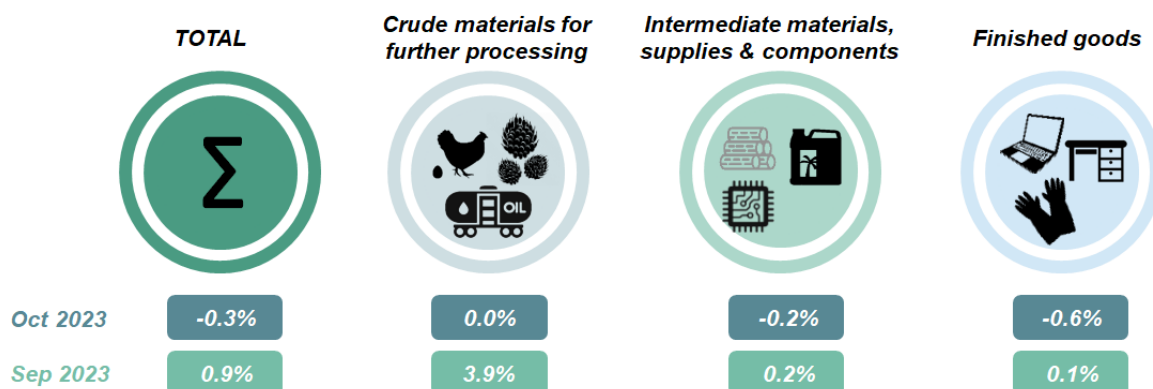 TOTAL
Crude materials for
further processing
Intermediate materials,
supplies & components
Finished goods
Σ
OIL
Oct 2023 -0.3% 0.0% -0.2% -0.6%
Sep 2023 0.9% 3.9% 0.2% 0.1%